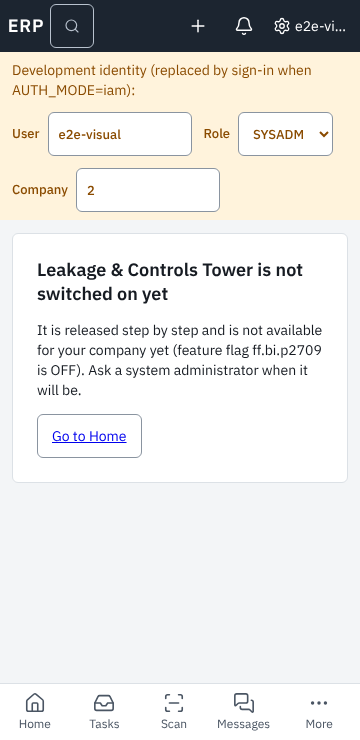 ERP
e2e-vi...
Development identity (replaced by sign-in when
AUTH_MODE=iam):
User e2e-visual Role SYSADM
Company 2
Leakage & Controls Tower is not
switched on yet
It is released step by step and is not available
for your company yet (feature flag ff.bi.p2709
is OFF). Ask a system administrator when it
will be.
Go to Home
Home Tasks Scan Messages More